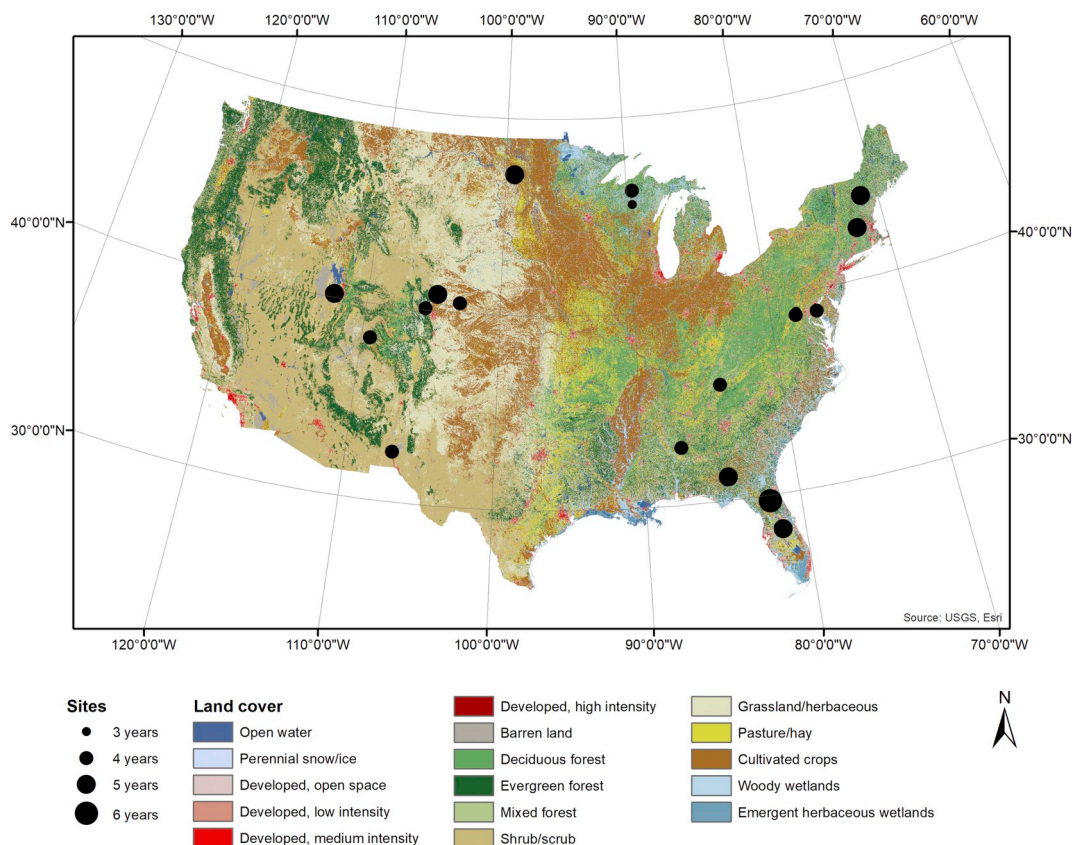 130°0'0"W 120°0'0"W 110°0'0"W 100°0'0"W 90°0'0"W 80°0'0"W 70°0'0"W 60°0'0"W
40°0'0"N 40°0'0"N
30°0'0"N 30°0'0"N
Source: USGS, Esri
120°0'0"W 110°0'0"W 100°0'0"W 90°0'0"W 80°0'0"W 70°0'0"W
Sites
3 years
4 years
5 years
6 years
Land cover
Open water
Perennial snow/ice
Developed, open space
Developed, low intensity
Developed, medium intensity
Developed, high intensity
Barren land
Deciduous forest
Evergreen forest
Mixed forest
Shrub/scrub
Grassland/herbaceous
Pasture/hay
Cultivated crops
Woody wetlands
Emergent herbaceous wetlands
N